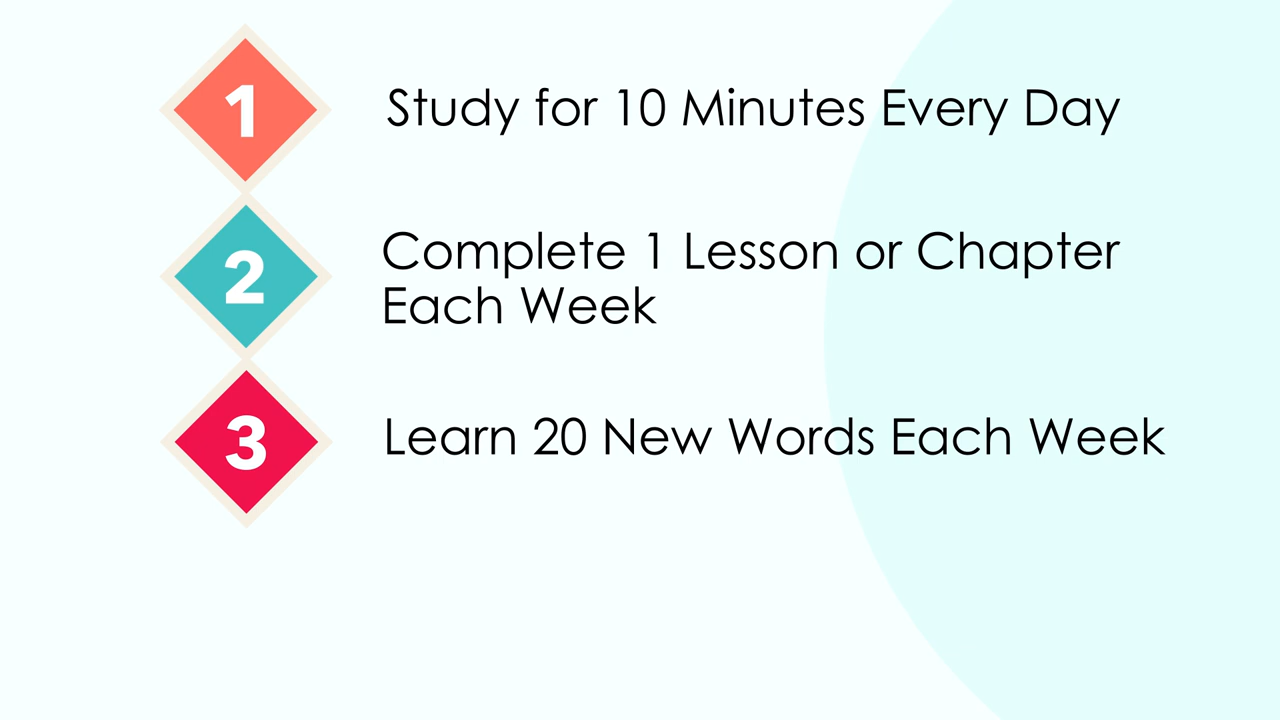 1 Study for 10 Minutes Every Day
2 Complete 1 Lesson or Chapter
Each Week
3 Learn 20 New Words Each Week